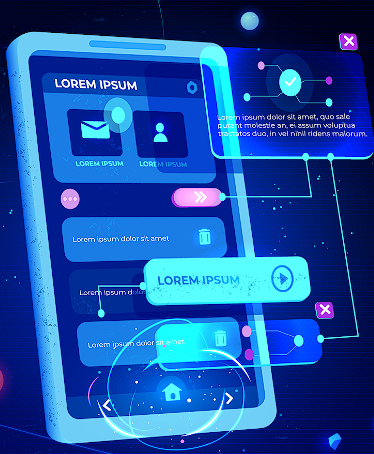 LOREM IPSUM
LOREM IPSUM
LOREM IPSUM
Lorem ipsum dolor sit amet, quo sale
putent molestie an, ei assum voluptua
tractatos duo, in vel nihil ridens malorum.
Lorem ipsum dolor sit amet
LOREM IPSUM
Lorem ipsum
Lorem ipsum dolor sit amet